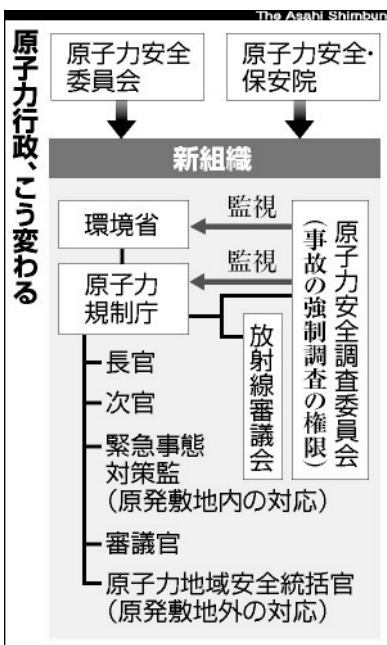 The Asahi Shimbun
原子力行政、こう変わる
原子力安全
委員会
原子力安全・
保安院
新組織
環境省
監視
監視
原子力
規制庁
原子力安全調査委員会
（事故の強制調査の権限）
放射線審議会
長官
次官
緊急事態
対策監
（原発敷地内の対応）
審議官
原子力地域安全統括官
（原発敷地外の対応）